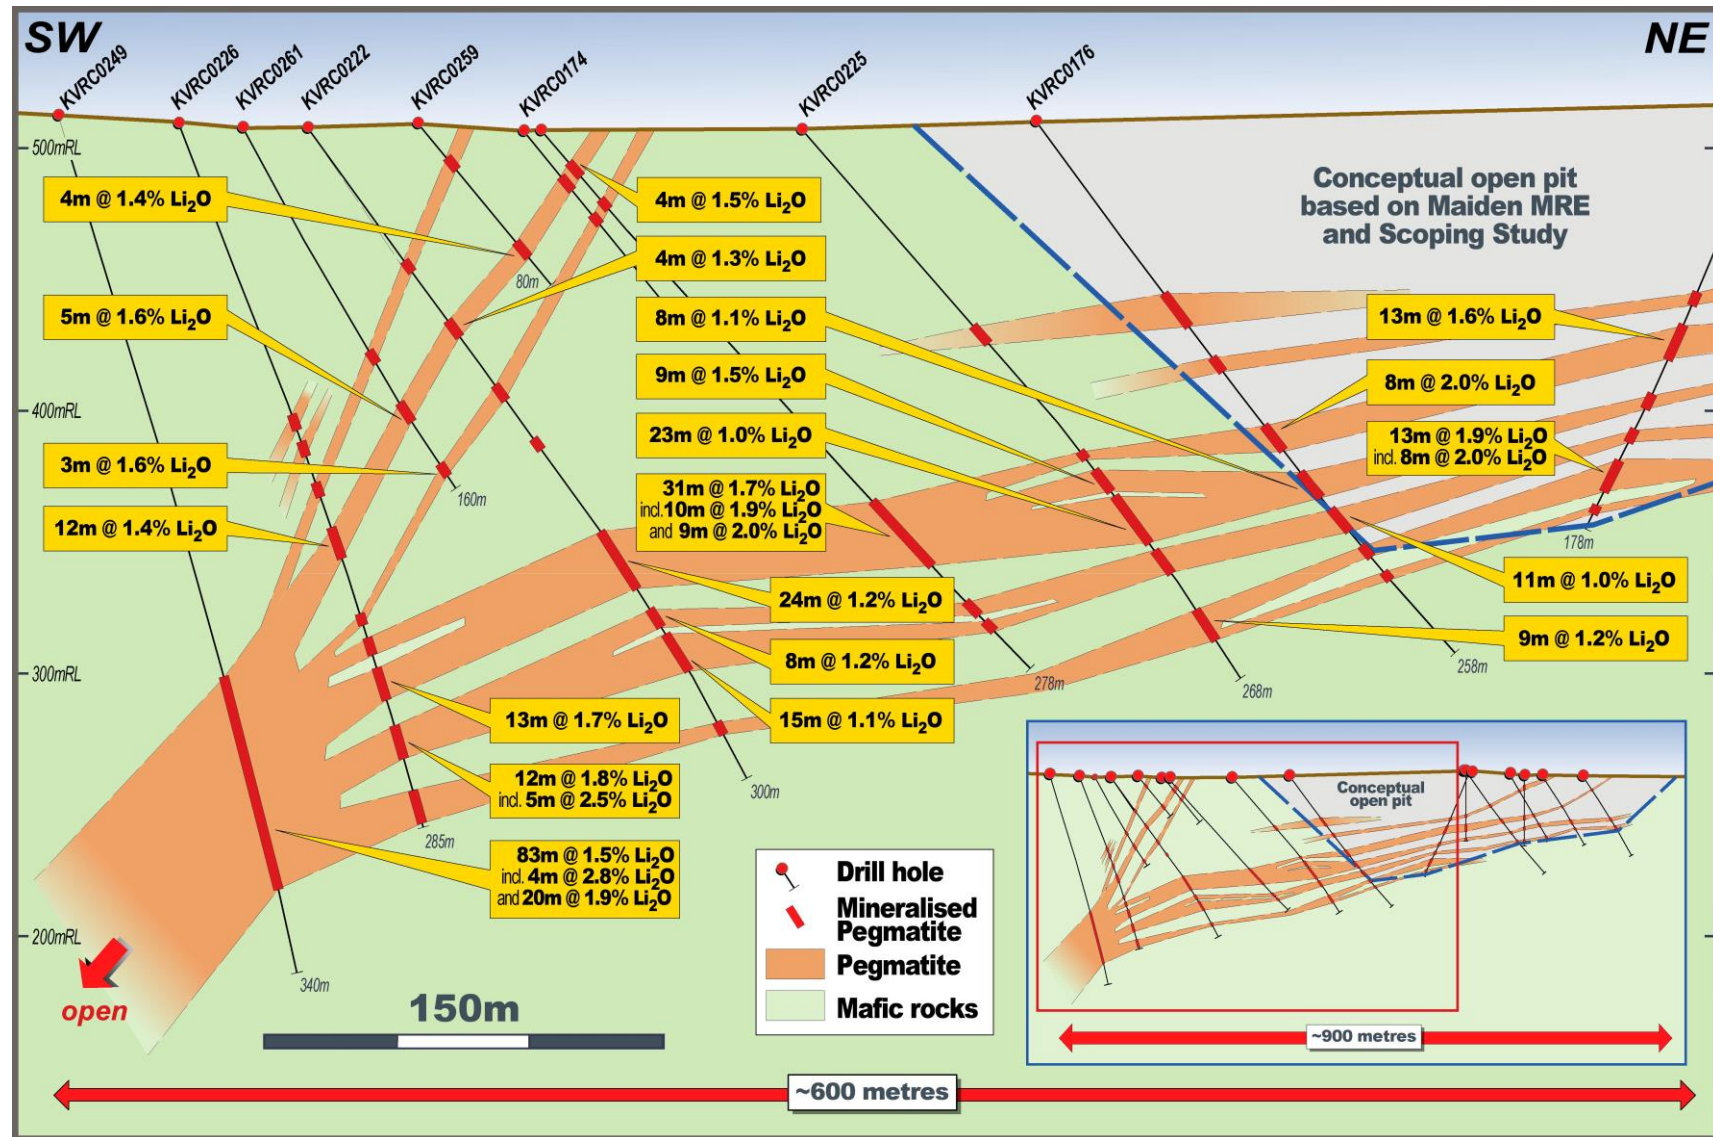 SW
NE
KVRC0249
KVRC0226
KVRC0261
KVRC0222
KVRC0259
KVRC0174
KVRC0225
KVRC0176
500mRL
400mRL
300mRL
200mRL
Conceptual open pit
based on Maiden MRE
and Scoping Study
4m @ 1.4% Li₂O
5m @ 1.6% Li₂O
3m @ 1.6% Li₂O
12m @ 1.4% Li₂O
4m @ 1.5% Li₂O
4m @ 1.3% Li₂O
8m @ 1.1% Li₂O
9m @ 1.5% Li₂O
23m @ 1.0% Li₂O
31m @ 1.7% Li₂O
incl. 10m @ 1.9% Li₂O
and 9m @ 2.0% Li₂O
24m @ 1.2% Li₂O
8m @ 1.2% Li₂O
15m @ 1.1% Li₂O
13m @ 1.7% Li₂O
12m @ 1.8% Li₂O
incl. 5m @ 2.5% Li₂O
83m @ 1.5% Li₂O
incl. 4m @ 2.8% Li₂O
and 20m @ 1.9% Li₂O
13m @ 1.6% Li₂O
8m @ 2.0% Li₂O
13m @ 1.9% Li₂O
incl. 8m @ 2.0% Li₂O
11m @ 1.0% Li₂O
9m @ 1.2% Li₂O
80m
160m
178m
258m
268m
278m
300m
285m
340m
open
150m
Drill hole
Mineralised
Pegmatite
Pegmatite
Mafic rocks
Conceptual
open pit
~900 metres
~600 metres